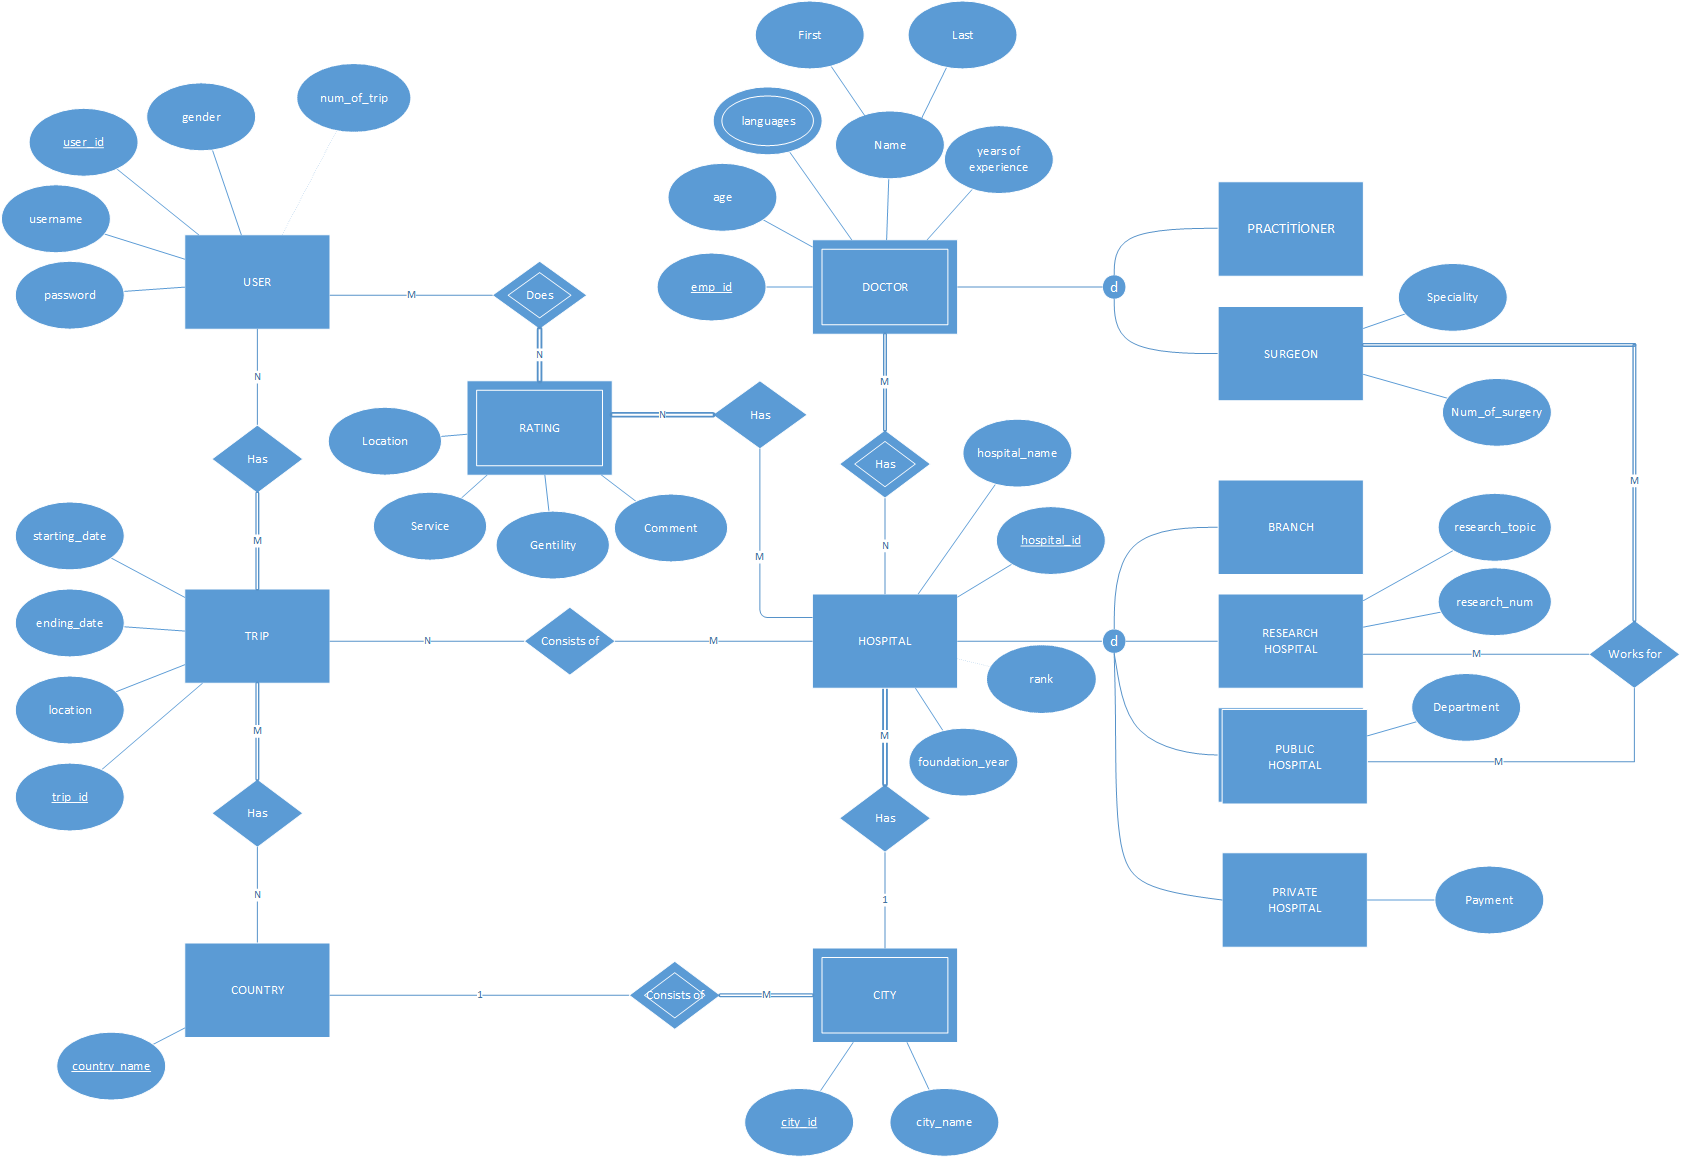 First
Last
num_of_trip
gender
languages
user_id
Name
years of
experience
age
username
PRACTİTİONER
USER
emp_id
DOCTOR
d
password
M
Does
Speciality
N
SURGEON
N
M
Has
N
Has
Location
RATING
Num_of_surgery
hospital_name
Has
Has
M
Service
Comment
BRANCH
research_topic
starting_date
M
Gentility
N
hospital_id
M
research_num
ending_date
TRIP
N
Consists of
M
HOSPITAL
d
RESEARCH
HOSPITAL
M
Works for
rank
location
M
M
Department
PUBLIC
HOSPITAL
M
foundation_year
trip_id
Has
Has
N
1
PRIVATE
HOSPITAL
Payment
COUNTRY
1
Consists of
M
CITY
country_name
city_id
city_name